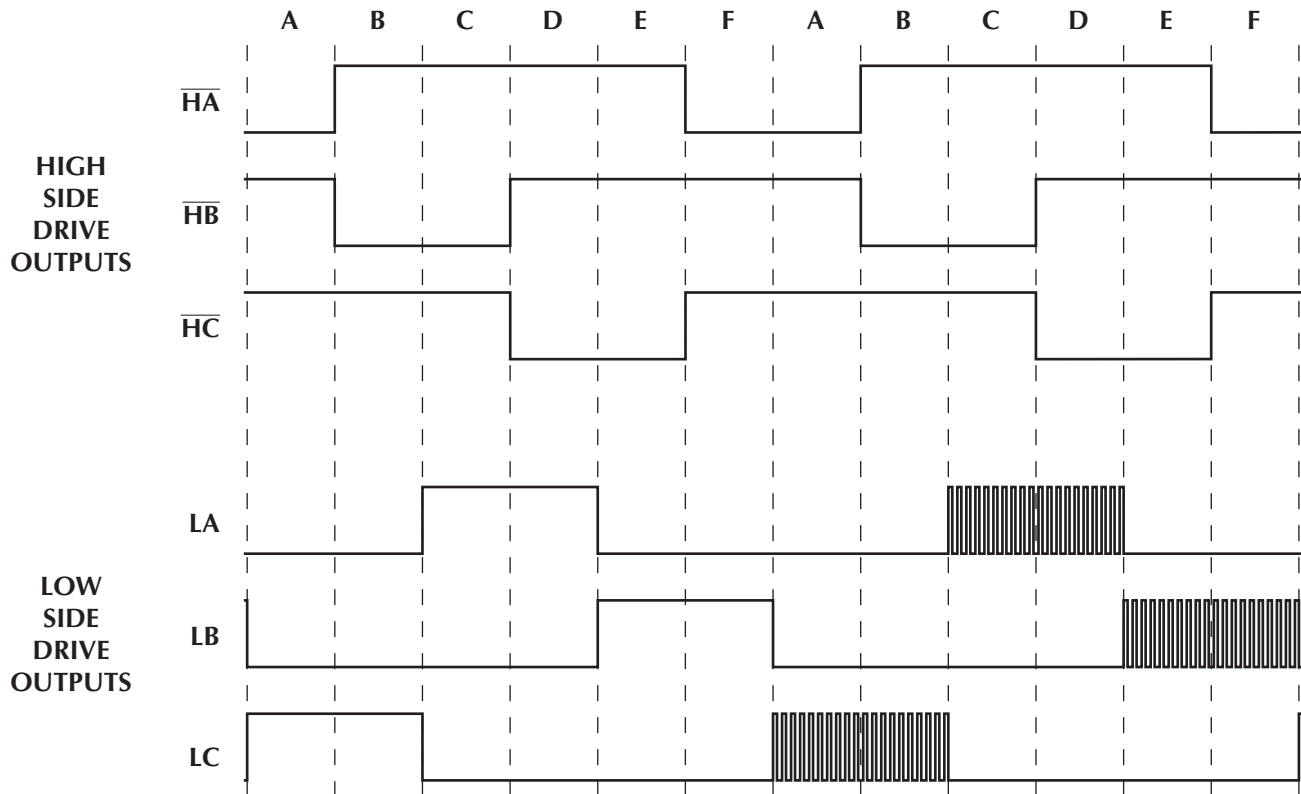 A B C D E F A B C D E F
HA
HIGH
SIDE
DRIVE
OUTPUTS
HB
HC
LA
LOW
SIDE
DRIVE
OUTPUTS
LB
LC